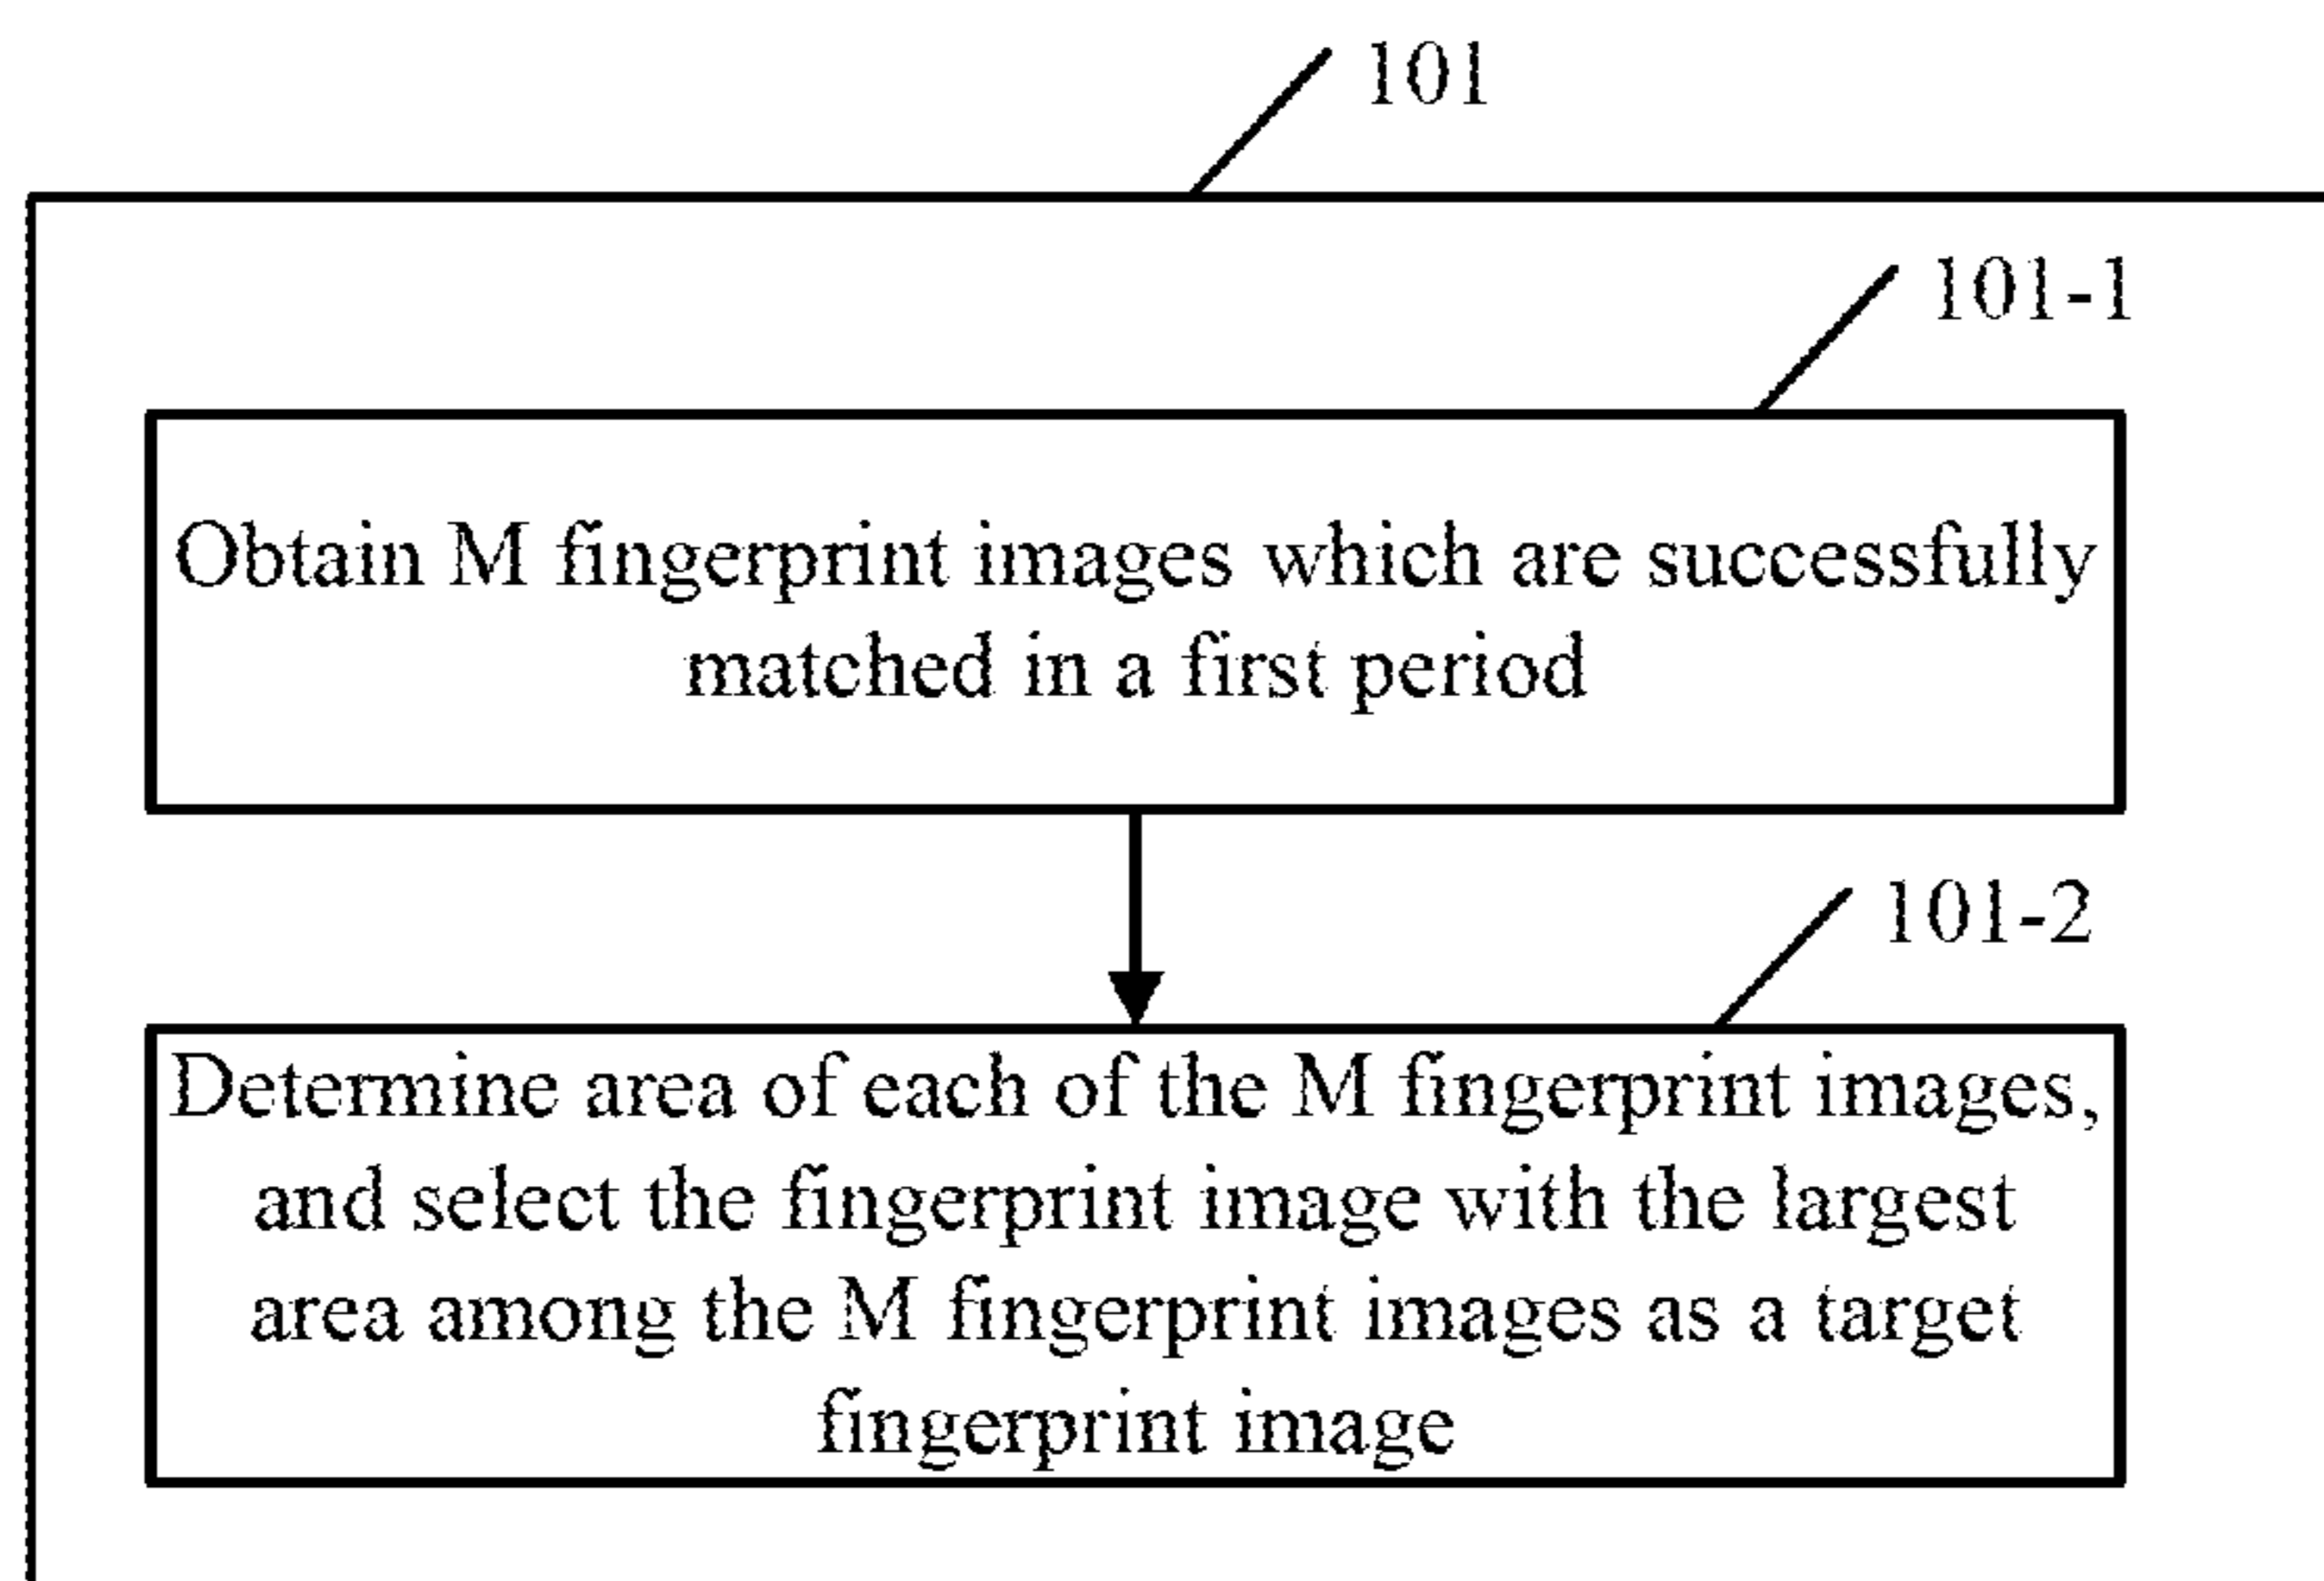 101
101-1
Obtain M fingerprint images which are successfully
matched in a first period
101-2
Determine area of each of the M fingerprint images,
and select the fingerprint image with the largest
area among the M fingerprint images as a target
fingerprint image